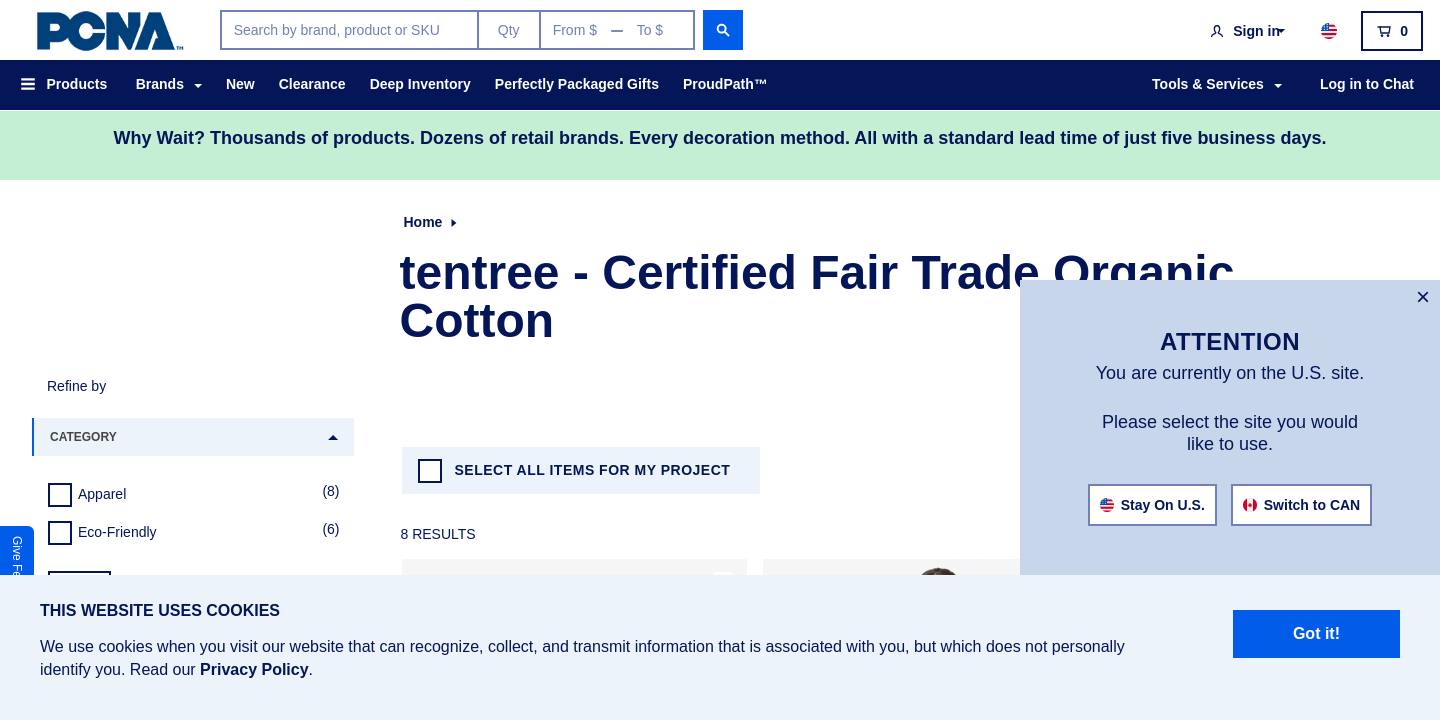 PCNA™
Search by brand, product or SKU
Qty
From $ — To $
Sign in
0
Products
Brands
New
Clearance
Deep Inventory
Perfectly Packaged Gifts
ProudPath™
Tools & Services
Log in to Chat
Why Wait? Thousands of products. Dozens of retail brands. Every decoration method. All with a standard lead time of just five business days.
Home
tentree - Certified Fair Trade Organic
Cotton
×
ATTENTION
You are currently on the U.S. site.
Please select the site you would
like to use.
Stay On U.S.
Switch to CAN
Refine by
CATEGORY
Apparel (8)
Eco-Friendly (6)
SELECT ALL ITEMS FOR MY PROJECT
8 RESULTS
Give Fe
THIS WEBSITE USES COOKIES
We use cookies when you visit our website that can recognize, collect, and transmit information that is associated with you, but which does not personally
identify you. Read our Privacy Policy.
Got it!